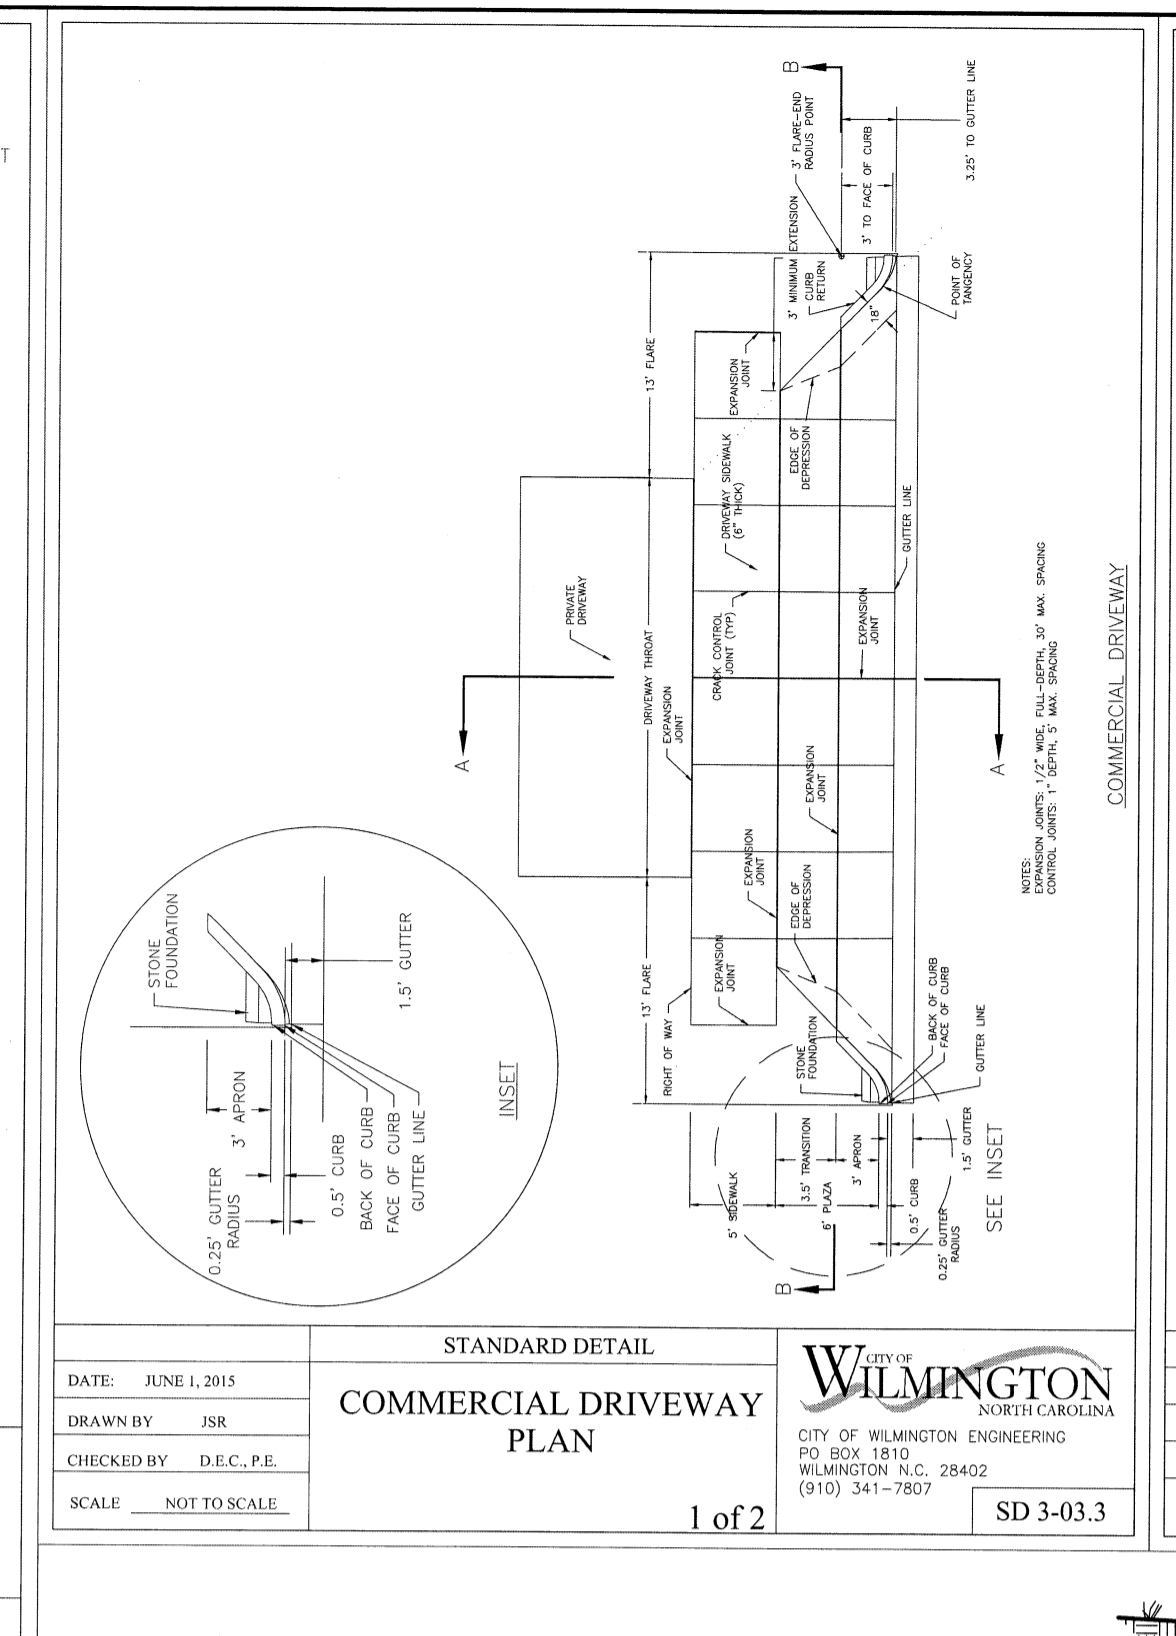 T
B
3' FLARE-END
RADIUS POINT
3' TO FACE OF CURB
3.25' TO GUTTER LINE
3' MINIMUM EXTENSION
CURB
RETURN
18"
POINT OF
TANGENCY
13' FLARE
EXPANSION
JOINT
EDGE OF
DEPRESSION
DRIVEWAY SIDEWALK
(6" THICK)
GUTTER LINE
PRIVATE
DRIVEWAY
CRACK CONTROL
JOINT (TYP)
EXPANSION
JOINT
DRIVEWAY THROAT
EXPANSION
JOINT
A
A
EXPANSION
JOINT
EXPANSION
JOINT
EDGE OF
DEPRESSION
EXPANSION
JOINT
13' FLARE
RIGHT OF WAY
STONE
FOUNDATION
BACK OF CURB
FACE OF CURB
GUTTER LINE
5' SIDEWALK
3.5' TRANSITION
6' PLAZA
3' APRON
0.5' CURB
1.5' GUTTER
0.25' GUTTER
RADIUS
SEE INSET
B
NOTES:
EXPANSION JOINTS: 1/2" WIDE, FULL-DEPTH, 30' MAX. SPACING
CONTROL JOINTS: 1" DEPTH, 5' MAX. SPACING
COMMERCIAL DRIVEWAY
STONE
FOUNDATION
1.5' GUTTER
3' APRON
0.25' GUTTER
RADIUS
0.5' CURB
BACK OF CURB
FACE OF CURB
GUTTER LINE
INSET
STANDARD DETAIL
COMMERCIAL DRIVEWAY
PLAN
1 of 2
DATE: JUNE 1, 2015
DRAWN BY JSR
CHECKED BY D.E.C., P.E.
SCALE NOT TO SCALE
CITY OF
WILMINGTON
NORTH CAROLINA
CITY OF WILMINGTON ENGINEERING
PO BOX 1810
WILMINGTON N.C. 28402
(910) 341-7807
SD 3-03.3